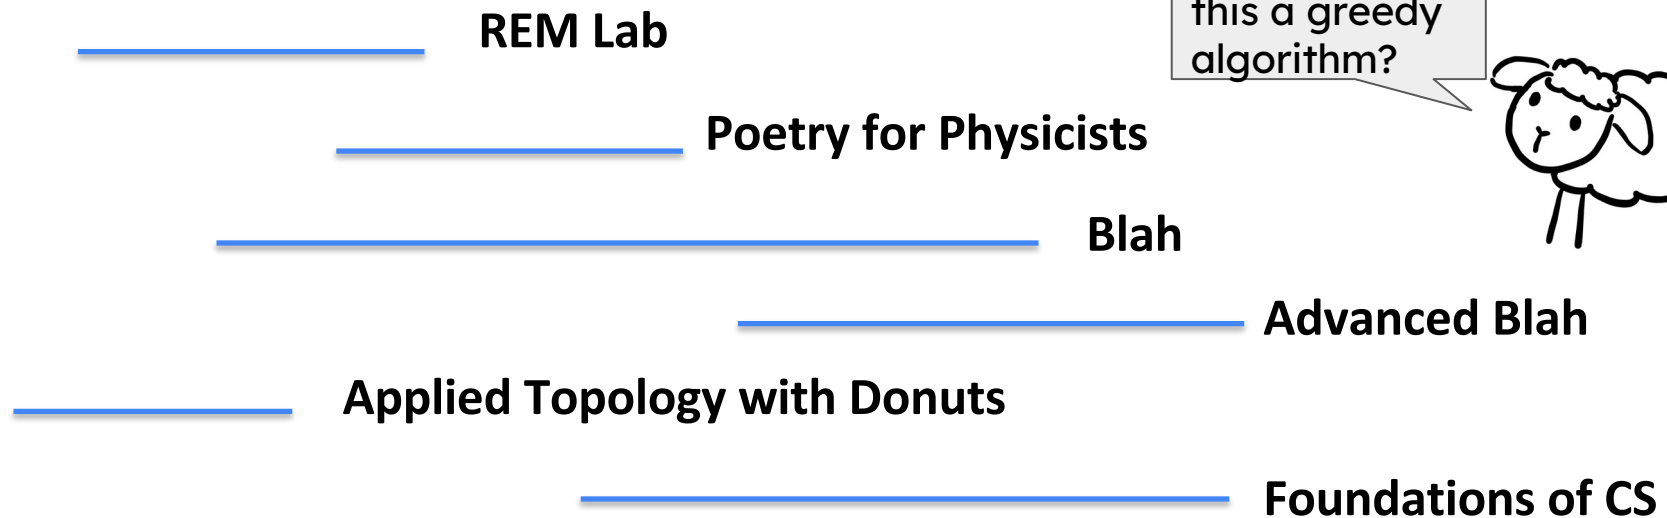 REM Lab
this a greedy
algorithm?
Poetry for Physicists
Blah
Advanced Blah
Applied Topology with Donuts
Foundations of CS